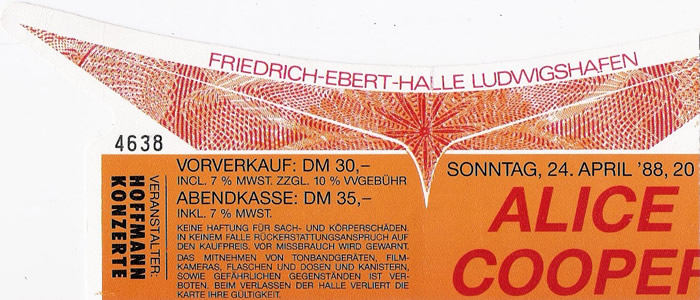 FRIEDRICH-EBERT-HALLE LUDWIGSHAFEN
4638
VERANSTALTER:
HOFFMANN
KONZERTE
VORVERKAUF: DM 30,–
INCL. 7 % MWST. ZZGL. 10 % VVGEBÜHR
ABENDKASSE: DM 35,–
INKL. 7 % MWST.
KEINE HAFTUNG FÜR SACH- UND KÖRPERSCHÄDEN.
IN KEINEM FALLE RÜCKERSTATTUNGSANSPRUCH AUF
DEN KAUFPREIS. VOR MISSBRAUCH WIRD GEWARNT.
DAS MITNEHMEN VON TONBANDGERÄTEN, FILM-
KAMERAS, FLASCHEN UND DOSEN UND KANISTERN,
SOWIE GEFÄHRLICHEN GEGENSTÄNDEN IST VER-
BOTEN. BEIM VERLASSEN DER HALLE VERLIERT DIE
KARTE IHRE GÜLTIGKEIT.
SONNTAG, 24. APRIL '88, 20
ALICE
COOPER